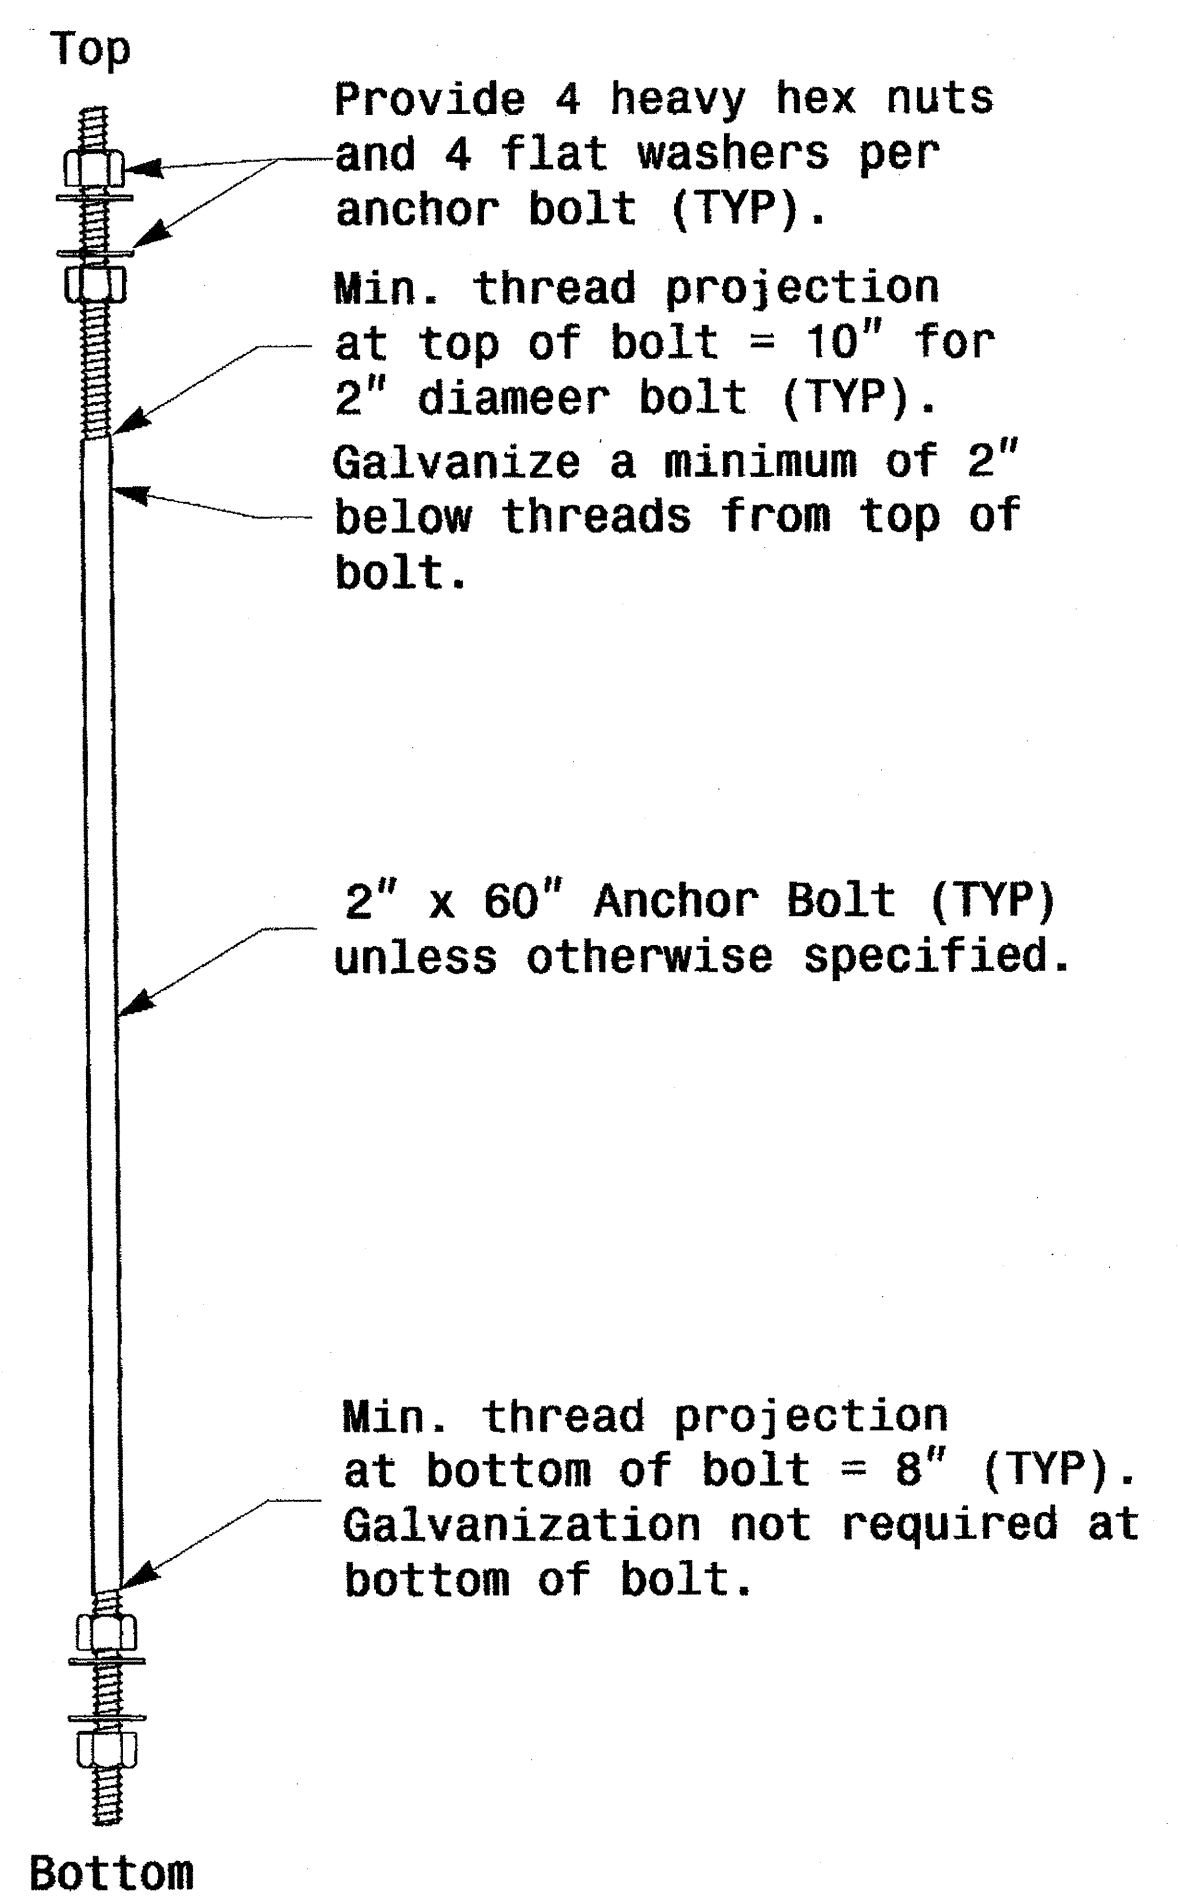 Top
Provide 4 heavy hex nuts
and 4 flat washers per
anchor bolt (TYP).
Min. thread projection
at top of bolt = 10" for
2" diameer bolt (TYP).
Galvanize a minimum of 2"
below threads from top of
bolt.
2" x 60" Anchor Bolt (TYP)
unless otherwise specified.
Min. thread projection
at bottom of bolt = 8" (TYP).
Galvanization not required at
bottom of bolt.
Bottom